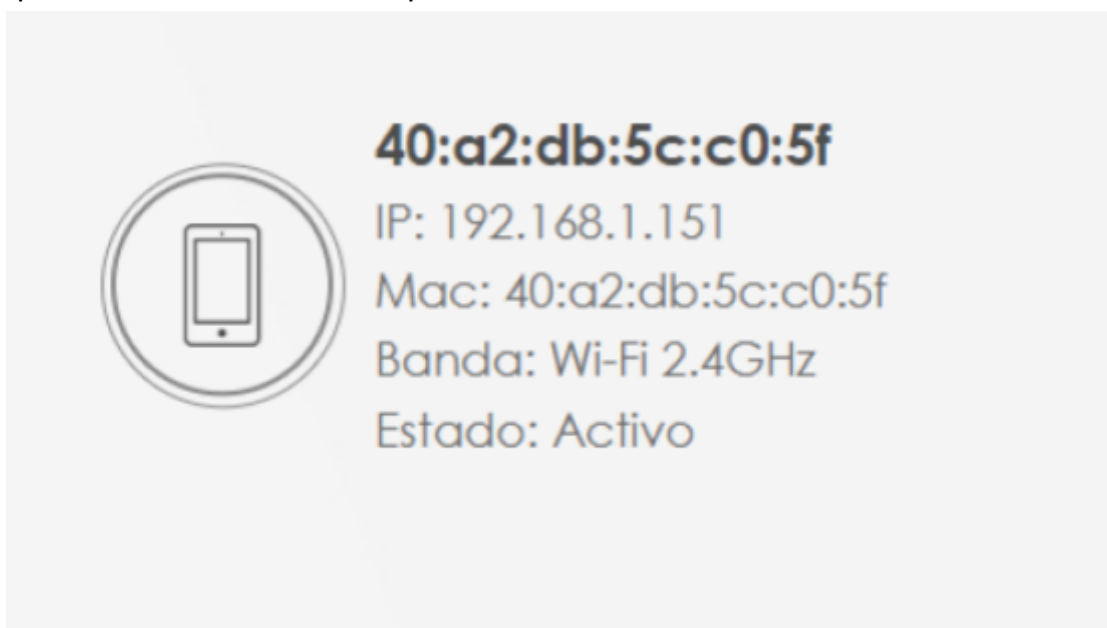 40:a2:db:5c:c0:5f
IP: 192.168.1.151
Mac: 40:a2:db:5c:c0:5f
Banda: Wi-Fi 2.4GHz
Estado: Activo